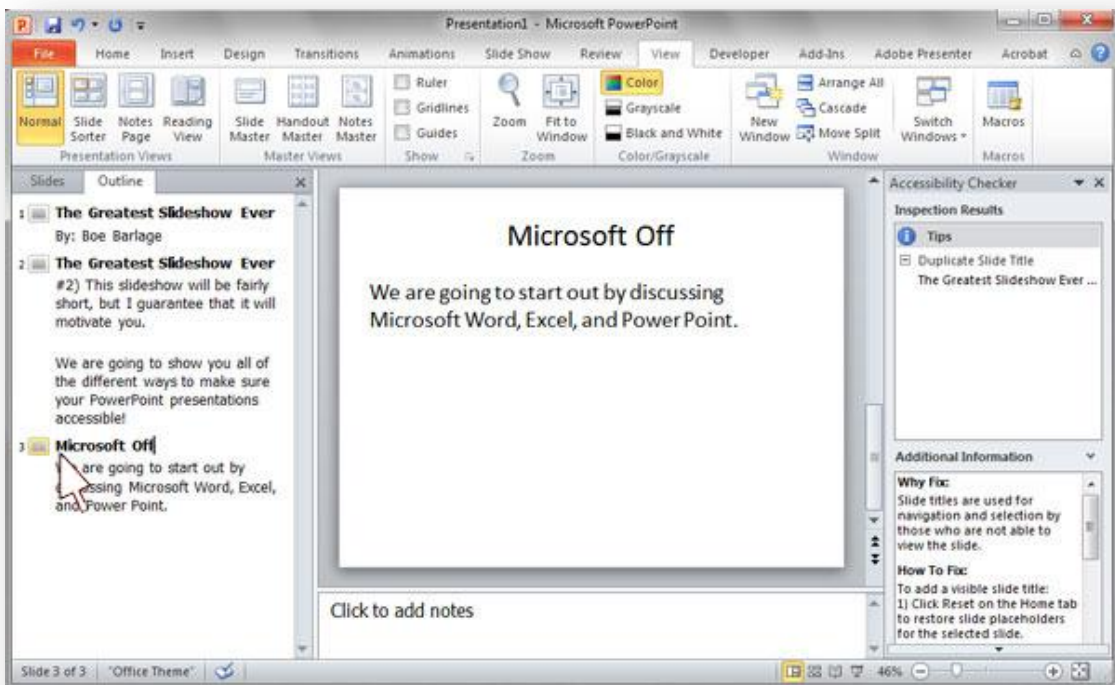 Presentation1 - Microsoft PowerPoint
File Home Insert Design Transitions Animations Slide Show Review View Developer Add-Ins Adobe Presenter Acrobat
Normal
Slide Sorter
Notes Page
Reading View
Presentation Views
Slide Master
Handout Master
Notes Master
Master Views
Ruler
Gridlines
Guides
Show
Zoom
Fit to Window
Zoom
Color
Grayscale
Black and White
Color/Grayscale
New Window
Arrange All
Cascade
Move Split
Switch Windows
Window
Macros
Macros
Slides Outline
1 The Greatest Slideshow Ever
By: Boe Barlage
2 The Greatest Slideshow Ever
#2) This slideshow will be fairly
short, but I guarantee that it will
motivate you.
We are going to show you all of
the different ways to make sure
your PowerPoint presentations
accessible!
3 Microsoft Off
are going to start out by
Microsoft Word, Excel,
and Power Point.
Microsoft Off
We are going to start out by discussing
Microsoft Word, Excel, and Power Point.
Click to add notes
Accessibility Checker
Inspection Results
Tips
Duplicate Slide Title
The Greatest Slideshow Ever ...
Additional Information
Why Fix:
Slide titles are used for
navigation and selection by
those who are not able to
view the slide.
How To Fix:
To add a visible slide title:
1) Click Reset on the Home tab
to restore slide placeholders
for the selected slide.
Slide 3 of 3 "Office Theme" 46%